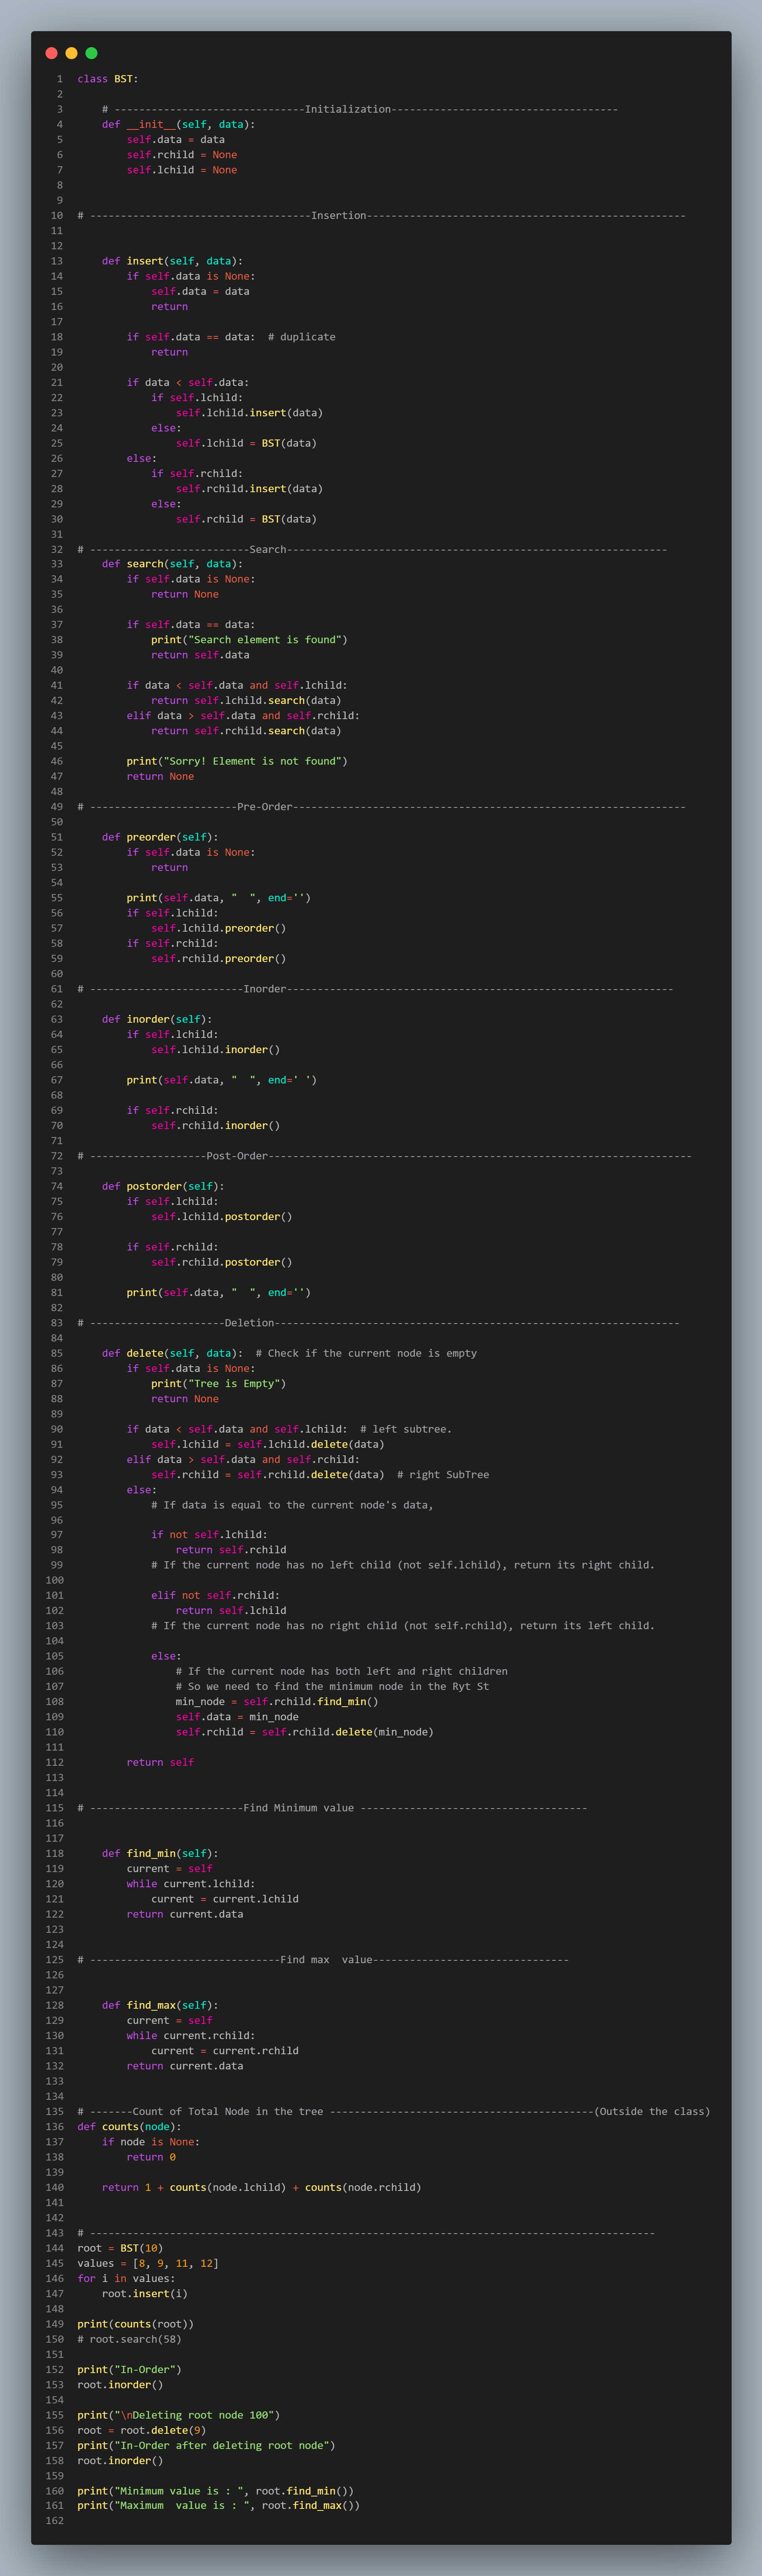 1 class BST:
2
3     # -------------------------------Initialization-------------------------------------
4     def __init__(self, data):
5         self.data = data
6         self.rchild = None
7         self.lchild = None
8
9
10 # ------------------------------------Insertion----------------------------------------------------
11
12
13     def insert(self, data):
14         if self.data is None:
15             self.data = data
16             return
17
18         if self.data == data:  # duplicate
19             return
20
21         if data < self.data:
22             if self.lchild:
23                 self.lchild.insert(data)
24             else:
25                 self.lchild = BST(data)
26         else:
27             if self.rchild:
28                 self.rchild.insert(data)
29             else:
30                 self.rchild = BST(data)
31
32 # --------------------------Search--------------------------------------------------------------
33     def search(self, data):
34         if self.data is None:
35             return None
36
37         if self.data == data:
38             print("Search element is found")
39             return self.data
40
41         if data < self.data and self.lchild:
42             return self.lchild.search(data)
43         elif data > self.data and self.rchild:
44             return self.rchild.search(data)
45
46         print("Sorry! Element is not found")
47         return None
48
49 # ------------------------Pre-Order----------------------------------------------------------------
50
51     def preorder(self):
52         if self.data is None:
53             return
54
55         print(self.data, "  ", end='')
56         if self.lchild:
57             self.lchild.preorder()
58         if self.rchild:
59             self.rchild.preorder()
60
61 # -------------------------Inorder---------------------------------------------------------------
62
63     def inorder(self):
64         if self.lchild:
65             self.lchild.inorder()
66
67         print(self.data, "  ", end=' ')
68
69         if self.rchild:
70             self.rchild.inorder()
71
72 # -------------------Post-Order---------------------------------------------------------------------
73
74     def postorder(self):
75         if self.lchild:
76             self.lchild.postorder()
77
78         if self.rchild:
79             self.rchild.postorder()
80
81         print(self.data, "  ", end='')
82
83 # ----------------------Deletion------------------------------------------------------------------
84
85     def delete(self, data):  # Check if the current node is empty
86         if self.data is None:
87             print("Tree is Empty")
88             return None
89
90         if data < self.data and self.lchild:  # left subtree.
91             self.lchild = self.lchild.delete(data)
92         elif data > self.data and self.rchild:
93             self.rchild = self.rchild.delete(data)  # right SubTree
94         else:
95             # If data is equal to the current node's data,
96
97             if not self.lchild:
98                 return self.rchild
99             # If the current node has no left child (not self.lchild), return its right child.
100
101             elif not self.rchild:
102                 return self.lchild
103             # If the current node has no right child (not self.rchild), return its left child.
104
105             else:
106                 # If the current node has both left and right children
107                 # So we need to find the minimum node in the Ryt St
108                 min_node = self.rchild.find_min()
109                 self.data = min_node
110                 self.rchild = self.rchild.delete(min_node)
111
112         return self
113
114
115 # -------------------------Find Minimum value -------------------------------------
116
117
118     def find_min(self):
119         current = self
120         while current.lchild:
121             current = current.lchild
122         return current.data
123
124
125 # -------------------------------Find max  value--------------------------------
126
127
128     def find_max(self):
129         current = self
130         while current.rchild:
131             current = current.rchild
132         return current.data
133
134
135 # -------Count of Total Node in the tree -------------------------------------------(Outside the class)
136 def counts(node):
137     if node is None:
138         return 0
139
140     return 1 + counts(node.lchild) + counts(node.rchild)
141
142
143 # --------------------------------------------------------------------------------------------
144 root = BST(10)
145 values = [8, 9, 11, 12]
146 for i in values:
147     root.insert(i)
148
149 print(counts(root))
150 # root.search(58)
151
152 print("In-Order")
153 root.inorder()
154
155 print("\nDeleting root node 100")
156 root = root.delete(9)
157 print("In-Order after deleting root node")
158 root.inorder()
159
160 print("Minimum value is : ", root.find_min())
161 print("Maximum  value is : ", root.find_max())
162